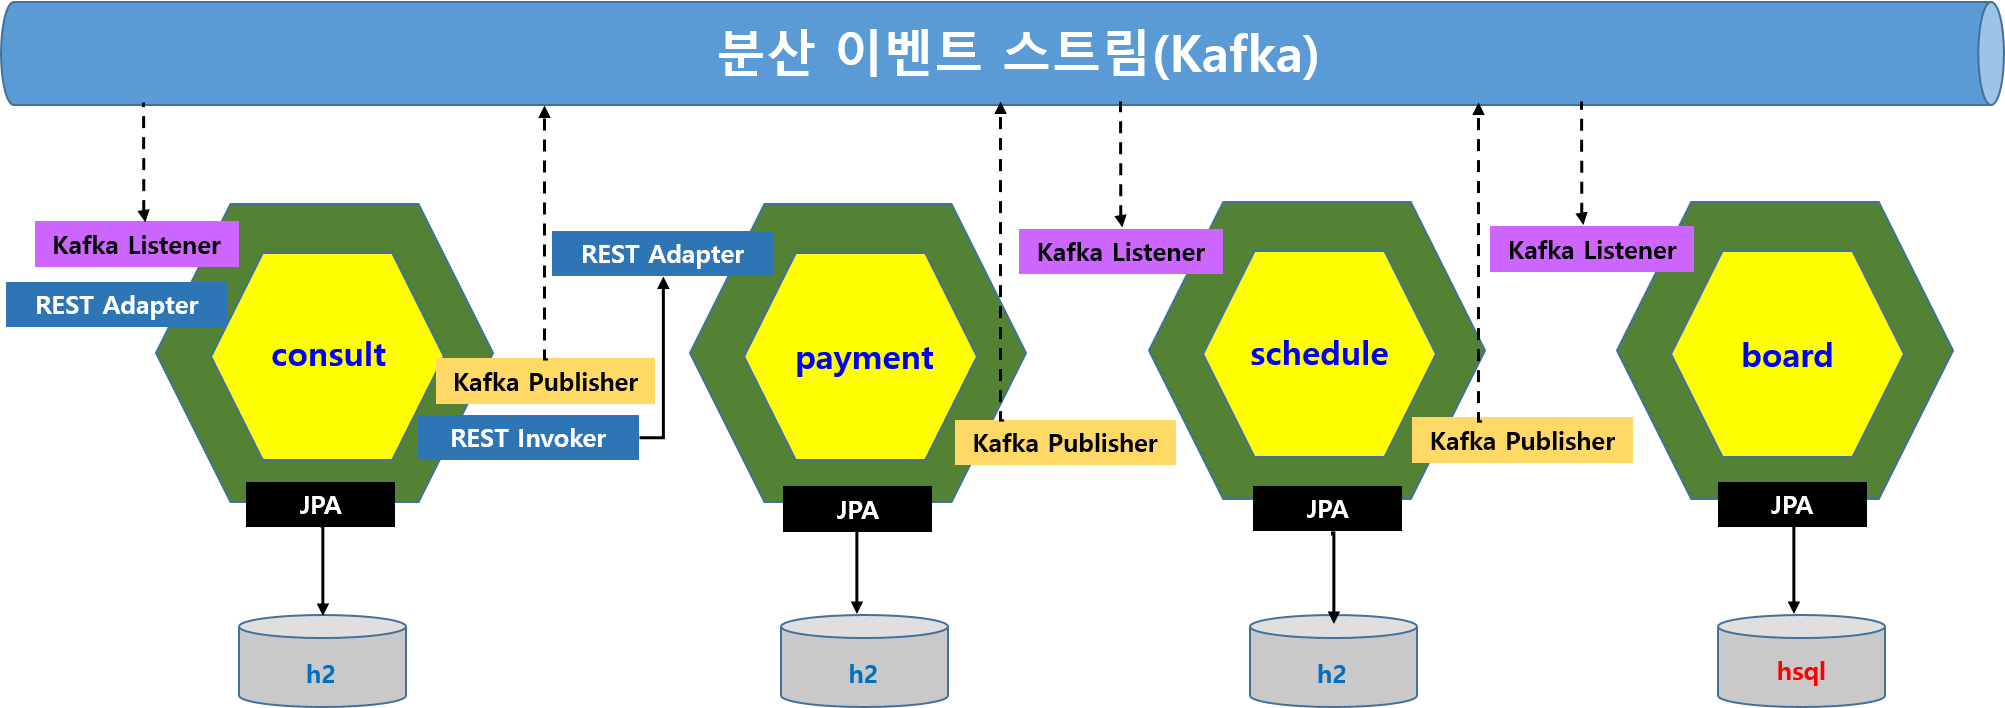 분산 이벤트 스트림(Kafka)
Kafka Listener
REST Adapter
consult
Kafka Publisher
REST Invoker
JPA
h2
REST Adapter
payment
Kafka Publisher
JPA
h2
Kafka Listener
schedule
Kafka Publisher
JPA
h2
Kafka Listener
board
JPA
hsql